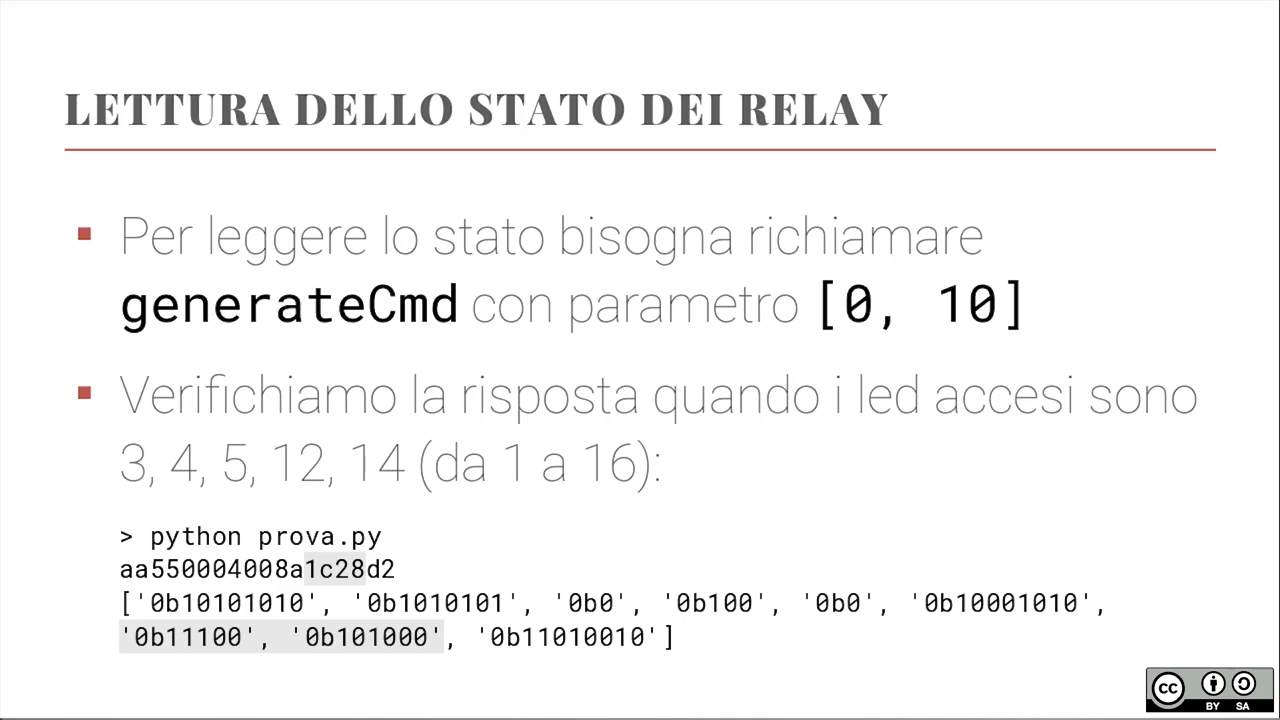 LETTURA DELLO STATO DEI RELAY
Per leggere lo stato bisogna richiamare
generateCmd con parametro [0, 10]
Verifichiamo la risposta quando i led accesi sono
3, 4, 5, 12, 14 (da 1 a 16):
> python prova.py
aa550004008a1c28d2
['0b10101010', '0b1010101', '0b0', '0b100', '0b0', '0b10001010',
'0b11100', '0b101000', '0b11010010']
cc
BY SA